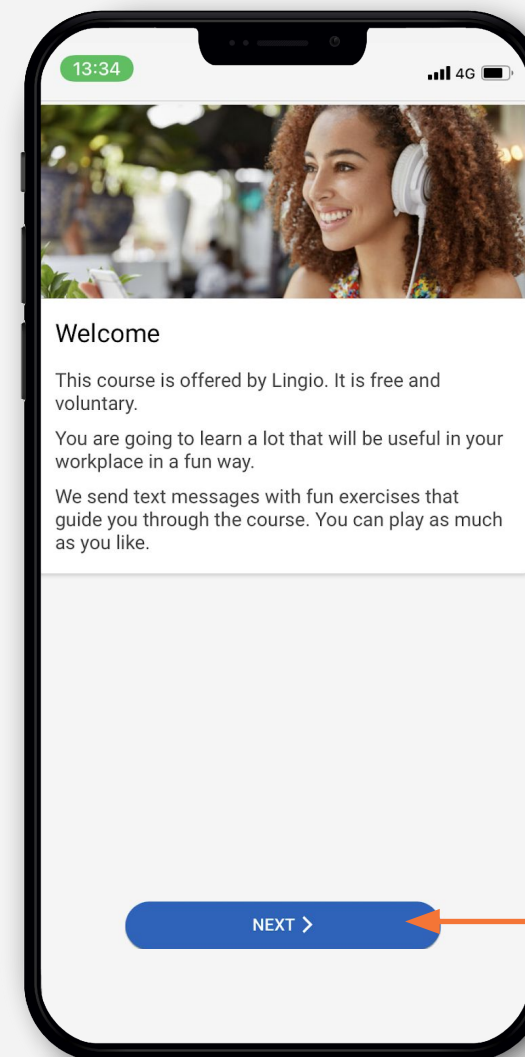 13:34
4G
Welcome
This course is offered by Lingio. It is free and
voluntary.
You are going to learn a lot that will be useful in your
workplace in a fun way.
We send text messages with fun exercises that
guide you through the course. You can play as much
as you like.
NEXT